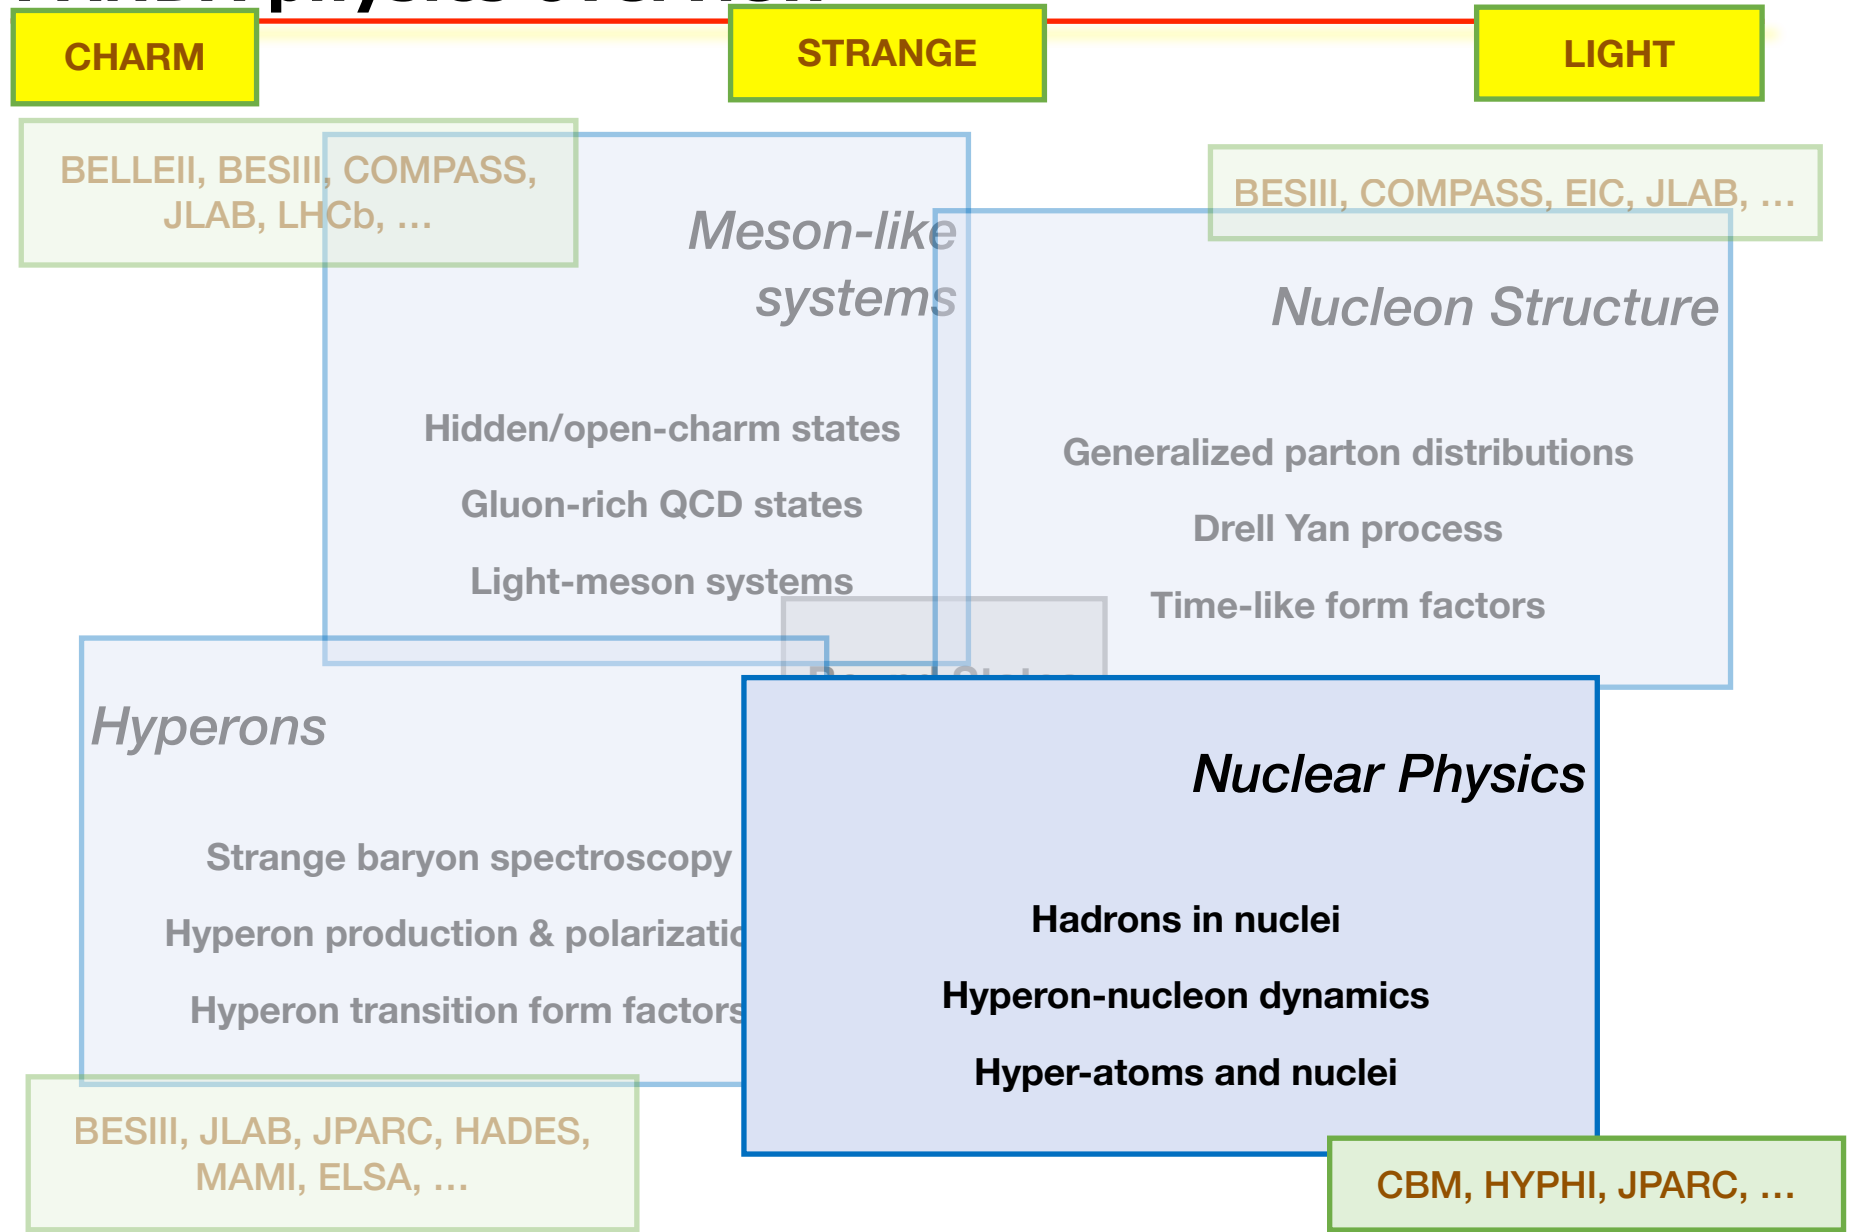 physics overview
CHARM
STRANGE
LIGHT
BELLEII, BESIII, COMPASS,
JLAB, LHCb, …
BESIII, COMPASS, EIC, JLAB, …
Meson-like
systems
Nucleon Structure
Hidden/open-charm states
Gluon-rich QCD states
Light-meson systems
Generalized parton distributions
Drell Yan process
Time-like form factors
Hyperons
Strange baryon spectroscopy
Hyperon production & polarizatio
Hyperon transition form factors
Nuclear Physics
Hadrons in nuclei
Hyperon-nucleon dynamics
Hyper-atoms and nuclei
BESIII, JLAB, JPARC, HADES,
MAMI, ELSA, …
CBM, HYPHI, JPARC, …